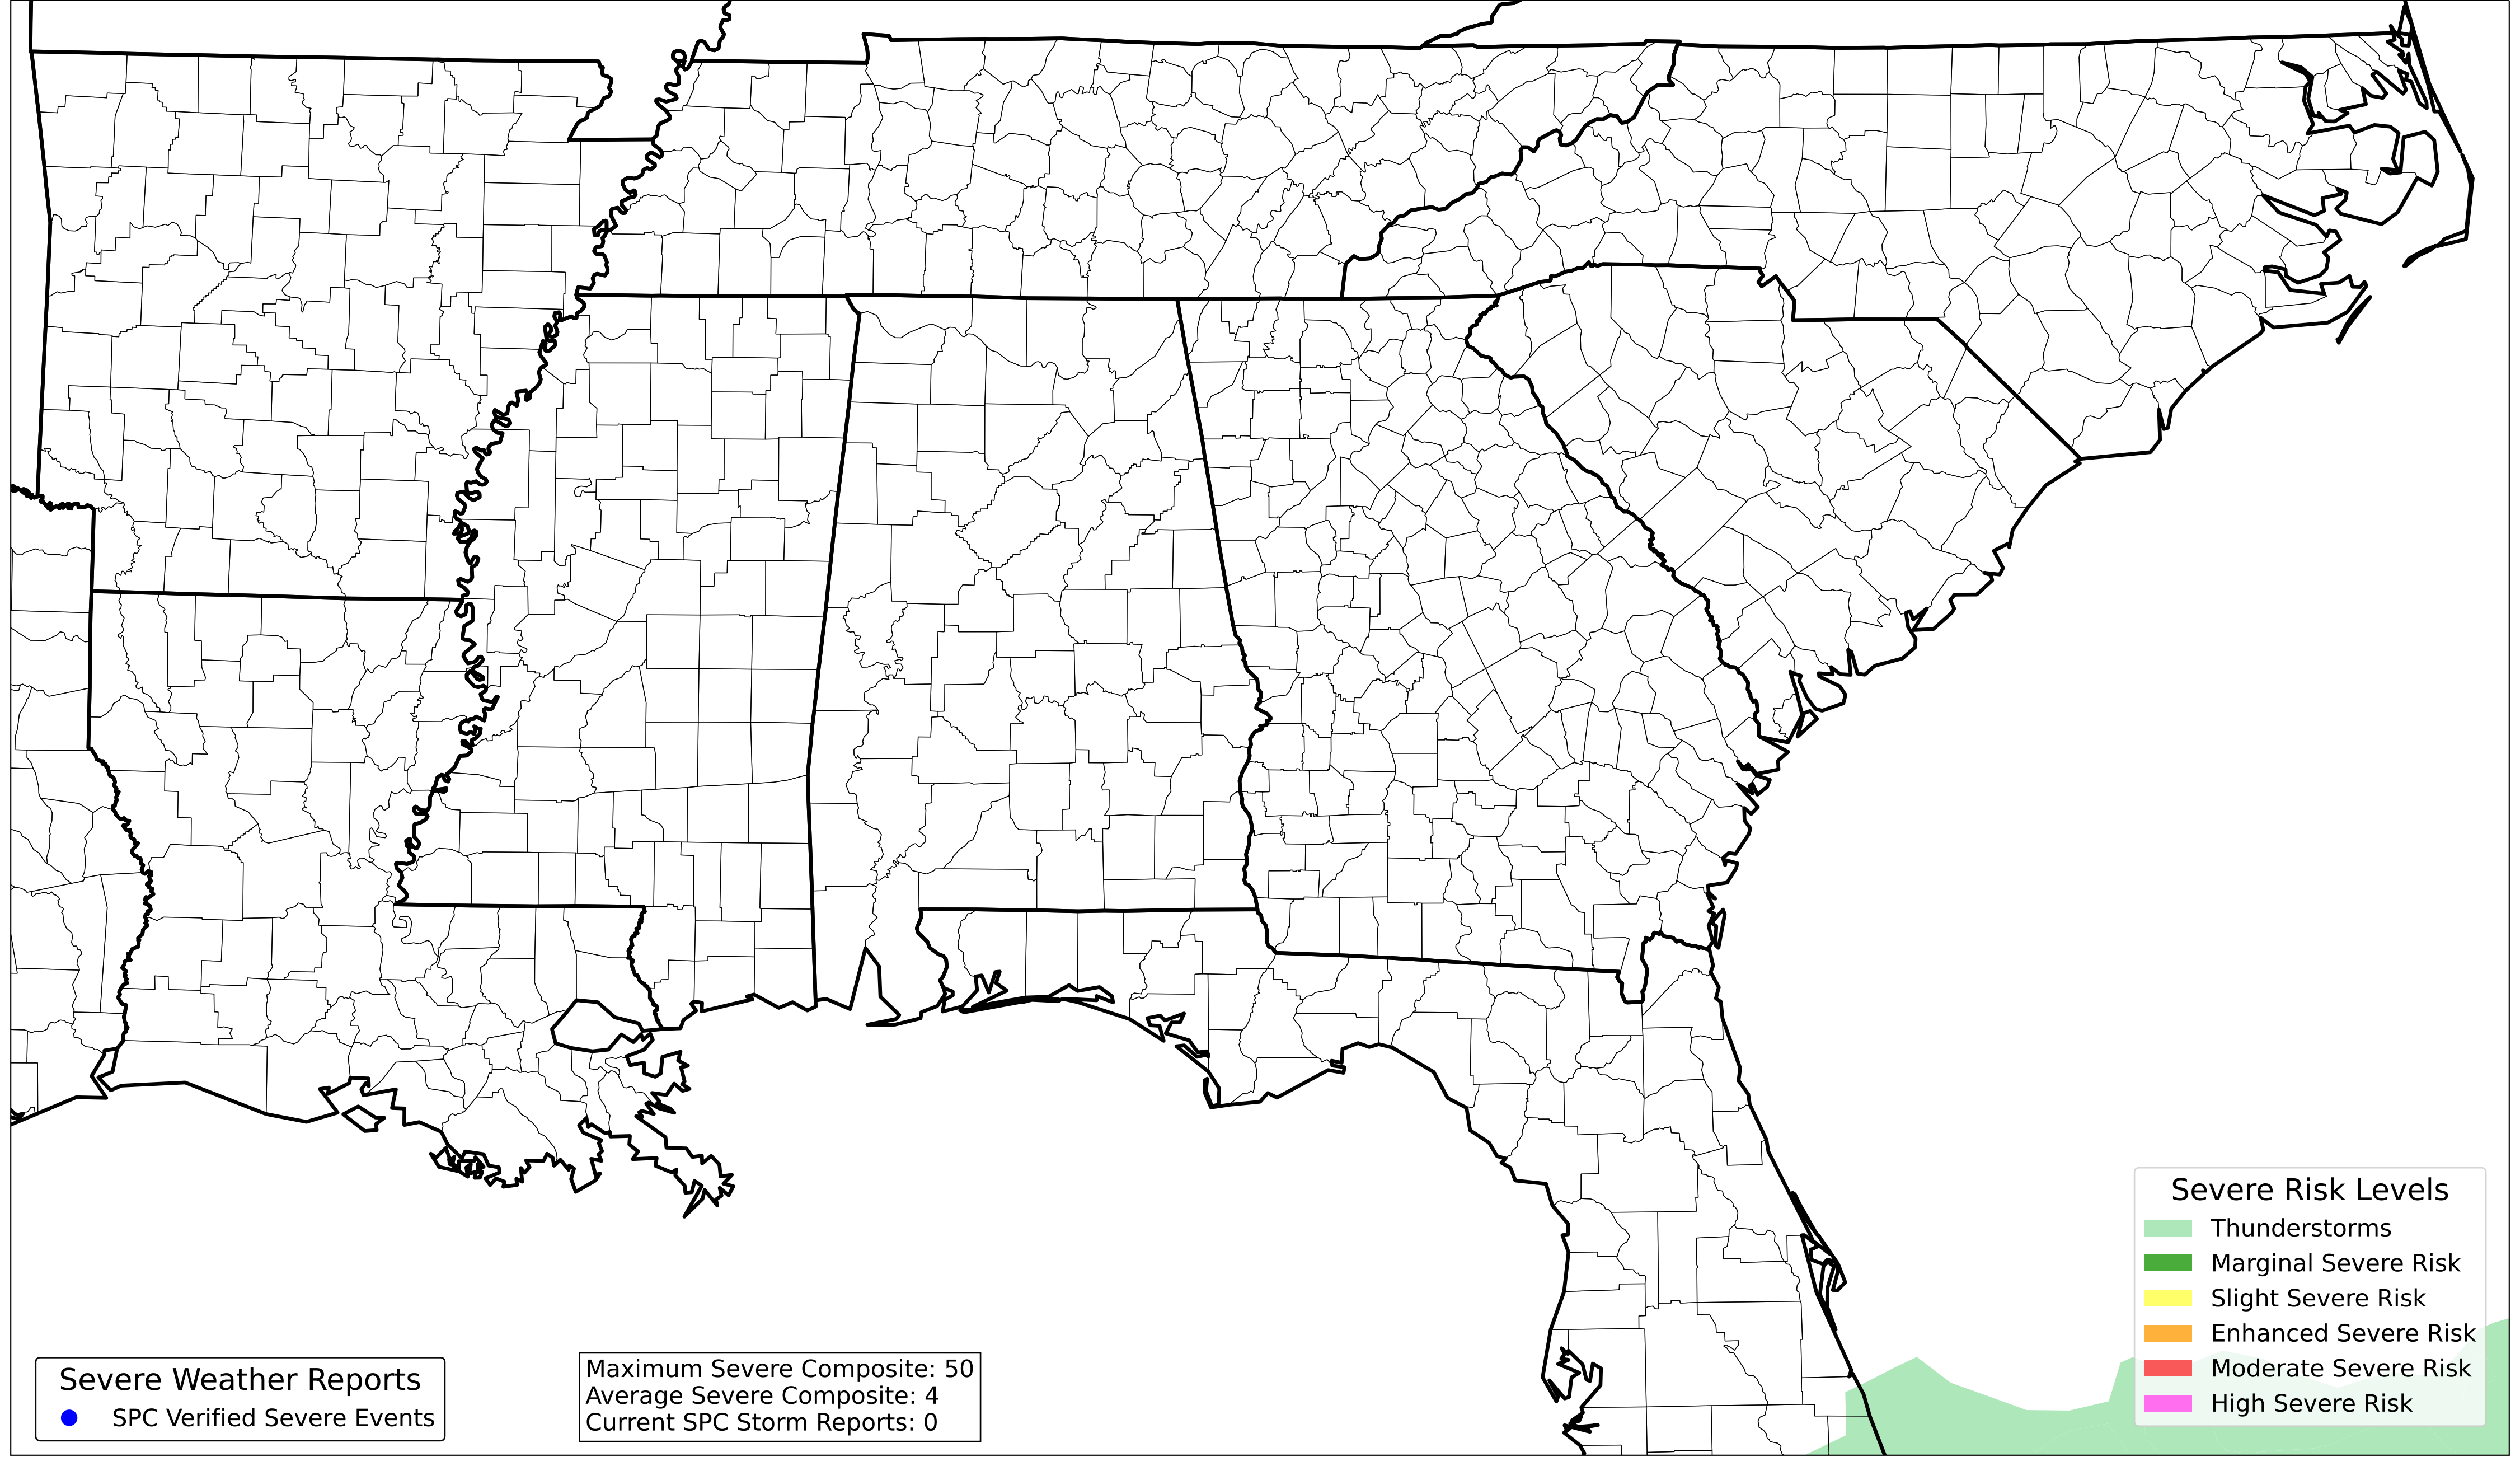 Severe Weather Reports
SPC Verified Severe Events
Maximum Severe Composite: 50
Average Severe Composite: 4
Current SPC Storm Reports: 0
Severe Risk Levels
Thunderstorms
Marginal Severe Risk
Slight Severe Risk
Enhanced Severe Risk
Moderate Severe Risk
High Severe Risk